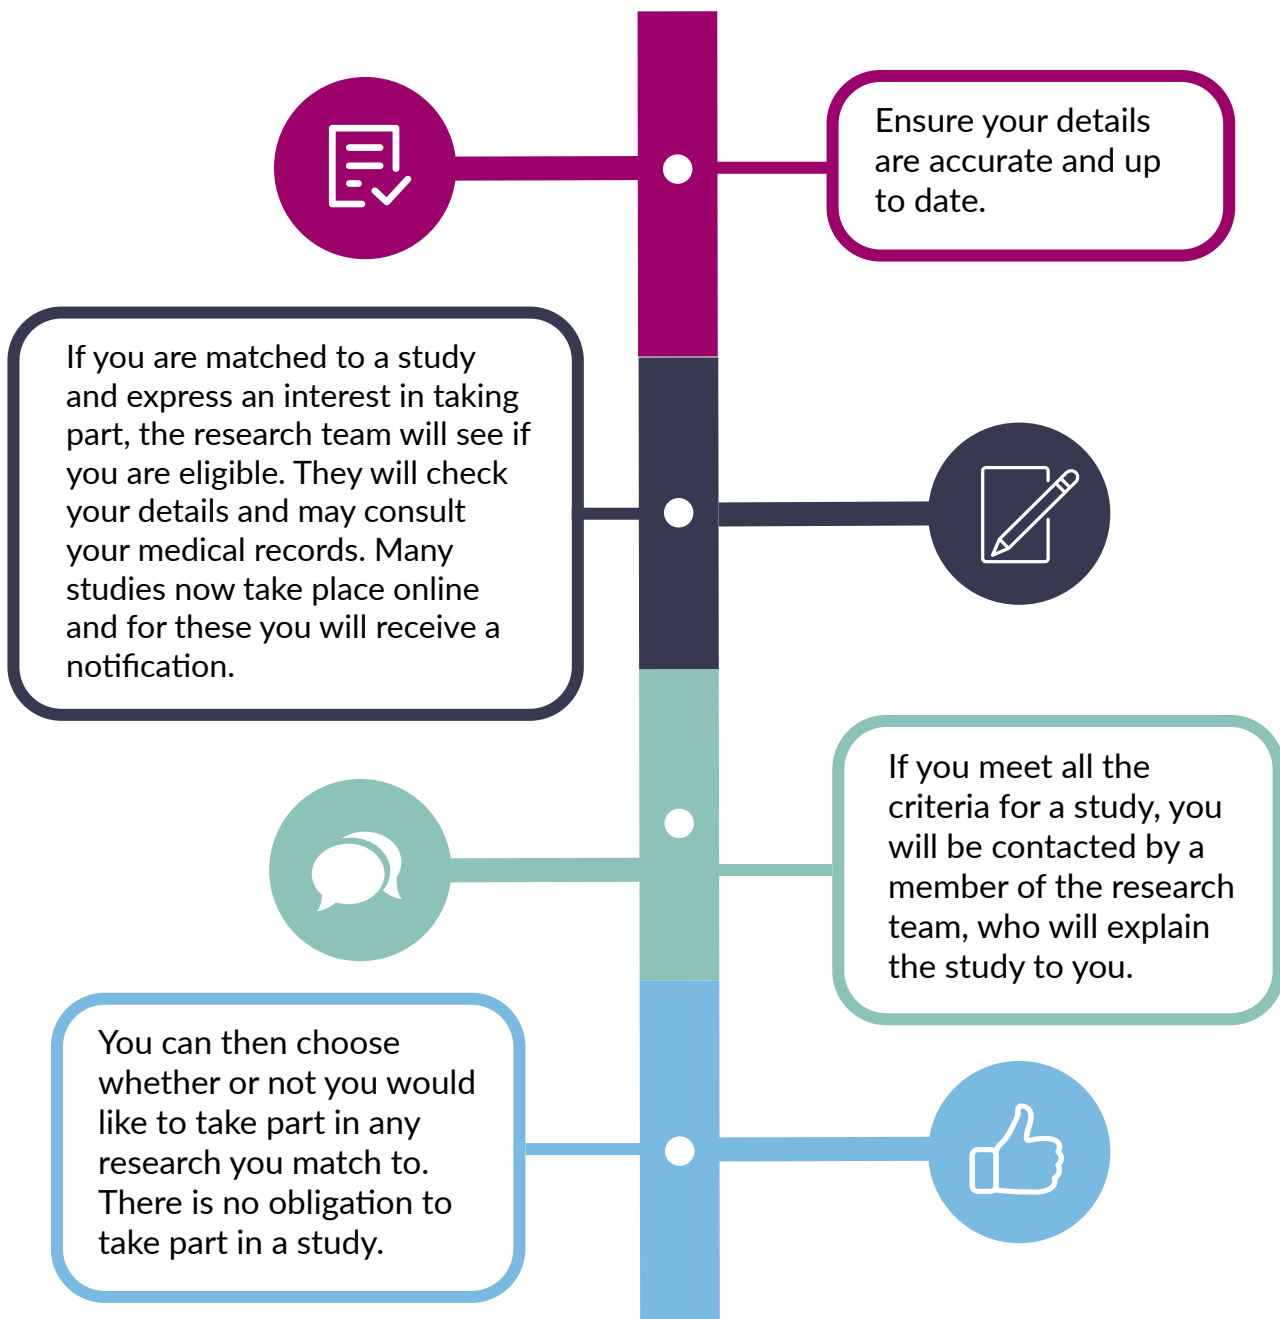 Ensure your details
are accurate and up
to date.
If you are matched to a study
and express an interest in taking
part, the research team will see if
you are eligible. They will check
your details and may consult
your medical records. Many
studies now take place online
and for these you will receive a
notification.
If you meet all the
criteria for a study, you
will be contacted by a
member of the research
team, who will explain
the study to you.
You can then choose
whether or not you would
like to take part in any
research you match to.
There is no obligation to
take part in a study.